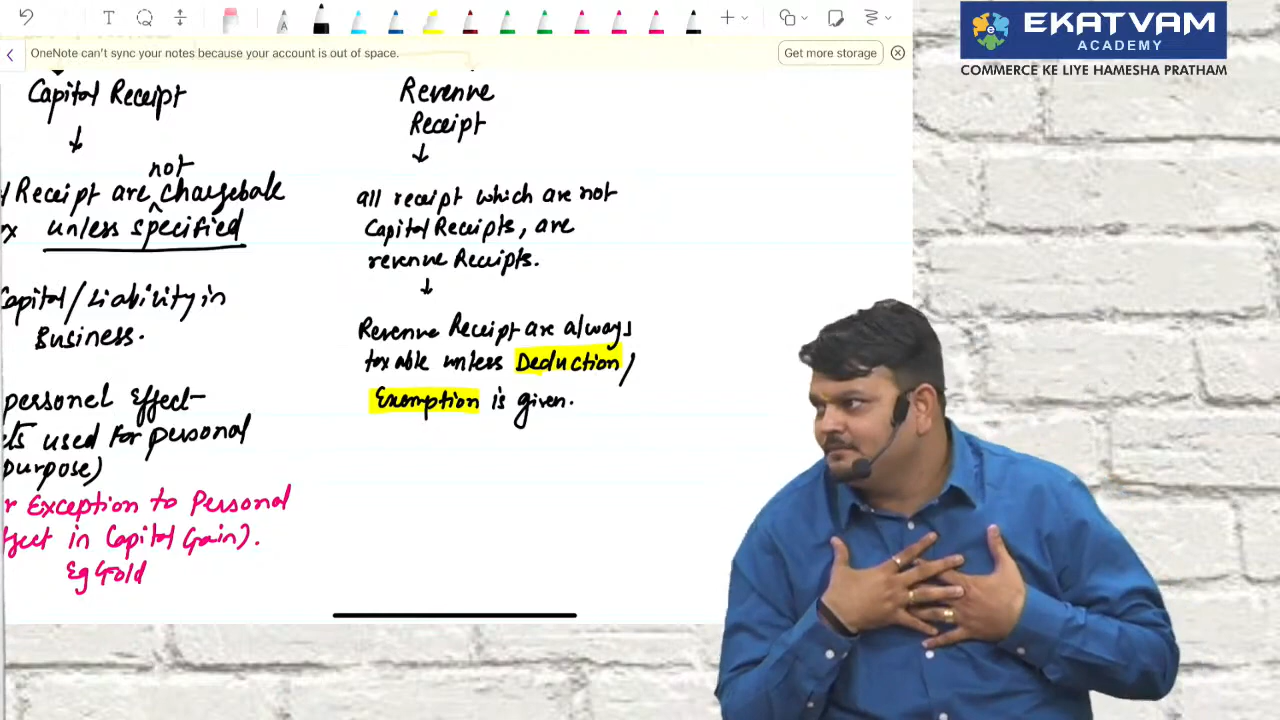 OneNote can't sync your notes because your account is out of space.
Get more storage
EKATVAM
ACADEMY
COMMERCE KE LIYE HAMESHA PRATHAM
Capital Receipt
not
Receipt are chargebale
unless specified
Capital/Liability in
Business.
personel Effect-
used for personal
purpose)
Exception to Personal
in Capital Gain).
Eg Gold
Revenue
Receipt
all receipt which are not
Capital Receipts, are
revenue Receipts.
Revenue Receipt are always
taxable unless Deduction/
Exemption is given.